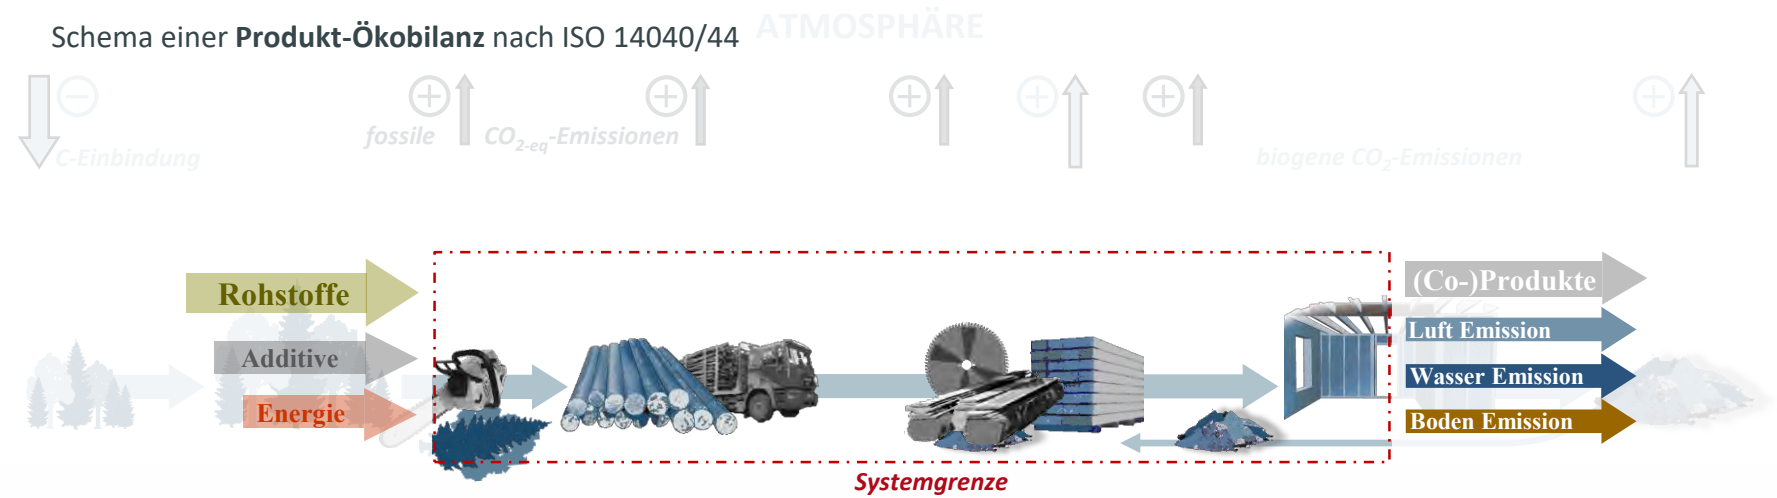 ATMOSPHÄRE
Schema einer Produkt-Ökobilanz nach ISO 14040/44
fossile CO2-eq-Emissionen
C-Einbindung
biogene CO2-Emissionen
Rohstoffe
Additive
Energie
(Co-)Produkte
Luft Emission
Wasser Emission
Boden Emission
Systemgrenze